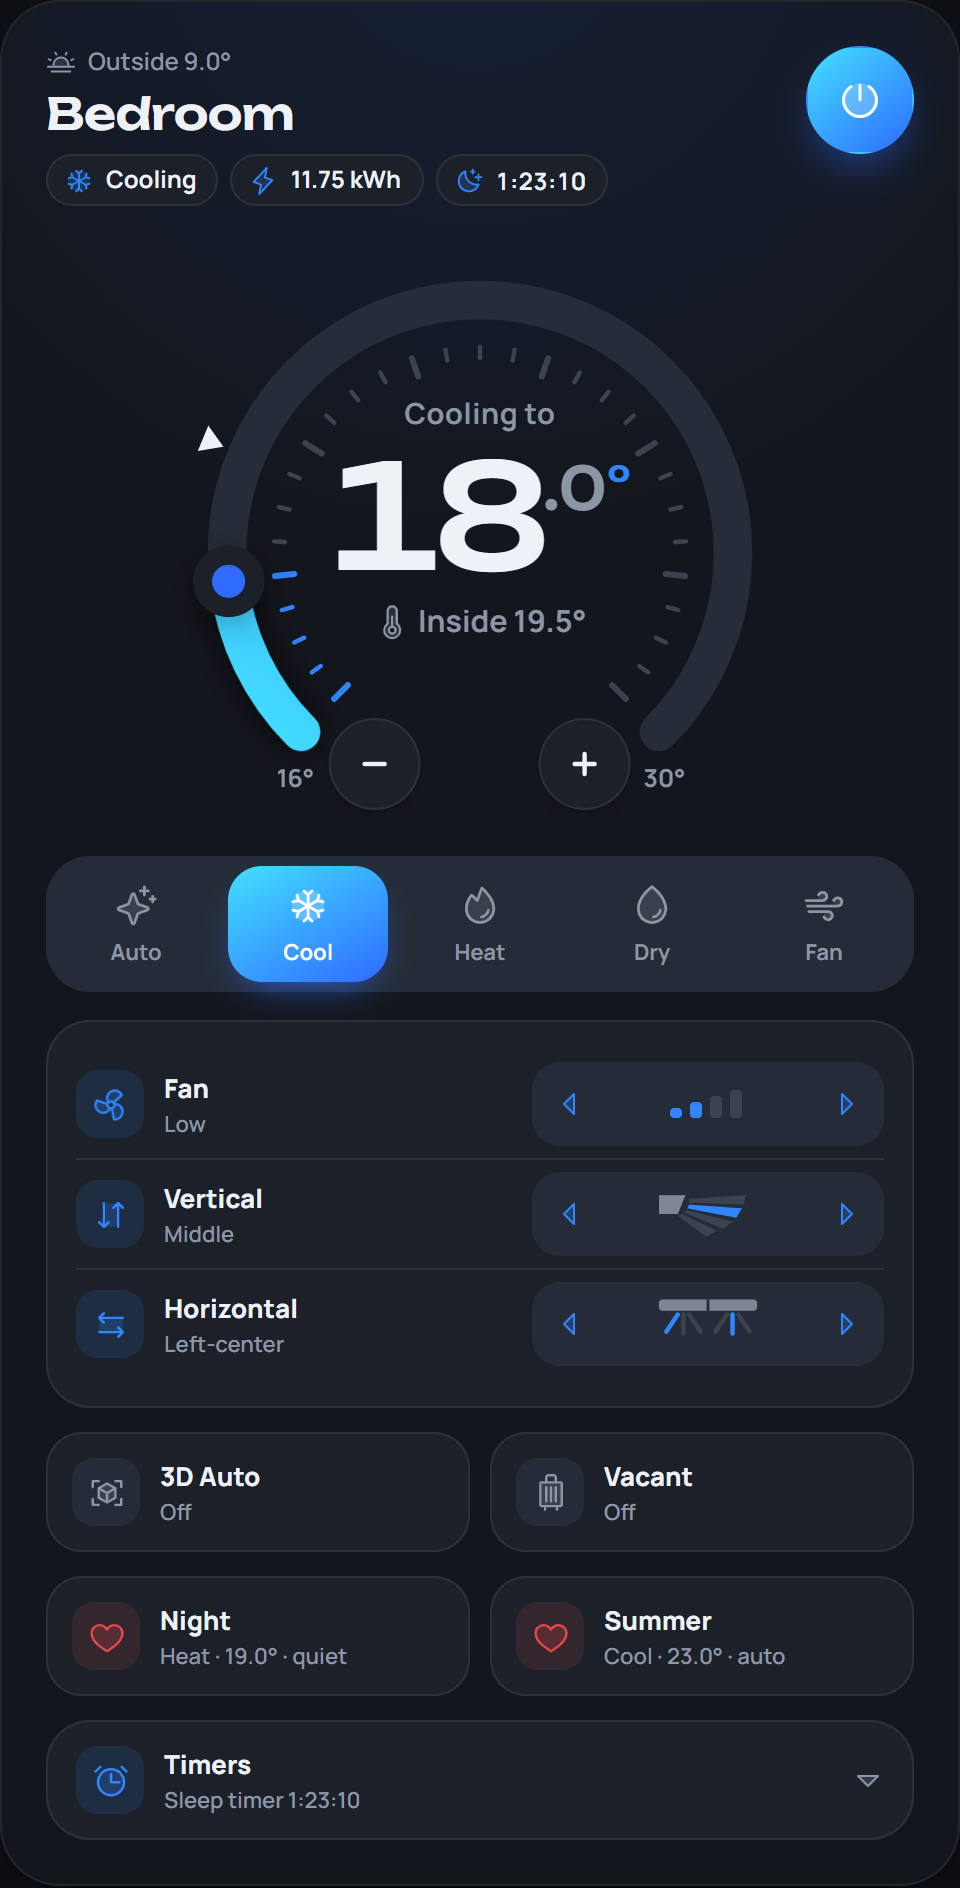 Outside 9.0°
Bedroom
Cooling 11.75 kWh 1:23:10
Cooling to
18.0°
Inside 19.5°
16° − + 30°
Auto Cool Heat Dry Fan
Fan
Low
Vertical
Middle
Horizontal
Left-center
3D Auto
Off
Vacant
Off
Night
Heat · 19.0° · quiet
Summer
Cool · 23.0° · auto
Timers
Sleep timer 1:23:10